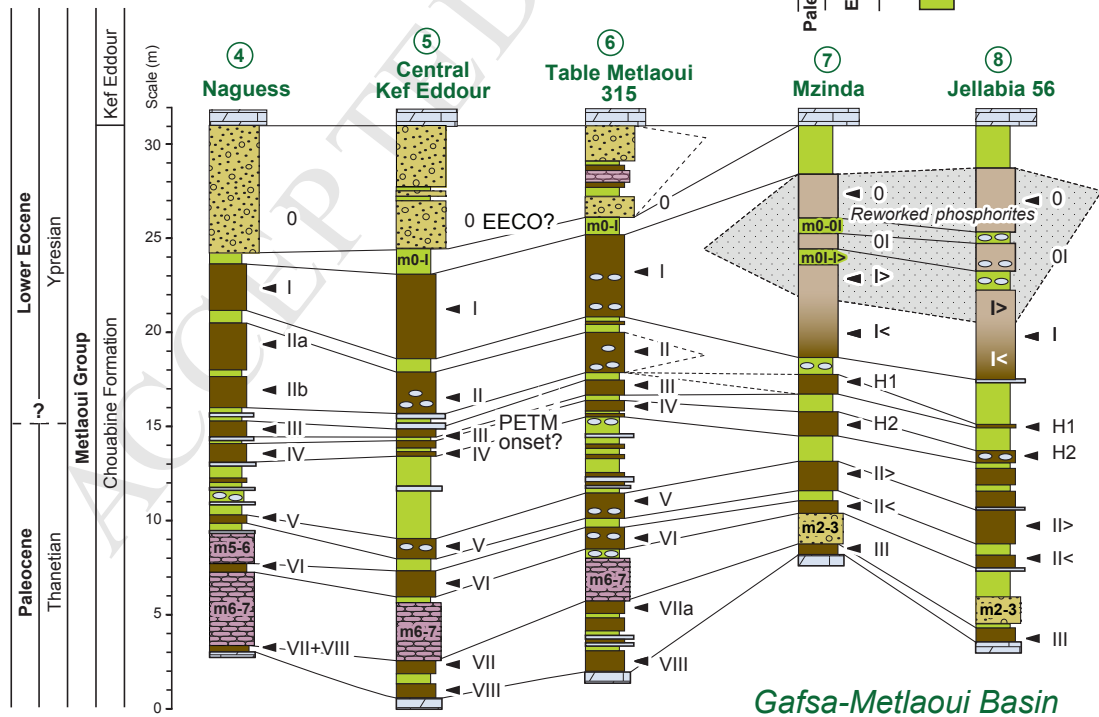 Pale
E
④
Naguess
⑤
Central
Kef Eddour
⑥
Table Metlaoui
315
⑦
Mzinda
⑧
Jellabia 56
Kef Eddour
Scale (m)
Lower Eocene
Ypresian
Metlaoui Group
Chouabine Formation
?
Paleocene
Thanetian
30
25
20
15
10
5
0
0
I
IIa
IIb
III
IV
V
m5-6
VI
m6-7
VII+VIII
0 EECO?
m0-I
I
II
III
PETM
onset?
IV
V
VI
m6-7
VII
VIII
0
m0-I
I
II
III
IV
V
VI
m6-7
VIIa
VIII
0
Reworked phosphorites
m0-0I
0I
m0I-I>
I>
I<
H1
H2
II>
II<
m2-3
III
0
0I
I>
I
I<
H1
H2
II>
II<
m2-3
III
Gafsa-Metlaoui Basin
ACCEPTED